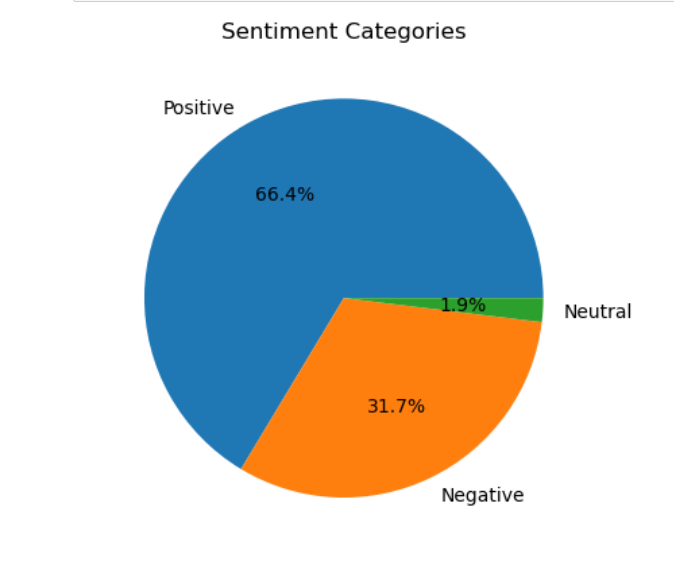 Sentiment Categories
Positive
66.4%
1.9%
Neutral
31.7%
Negative